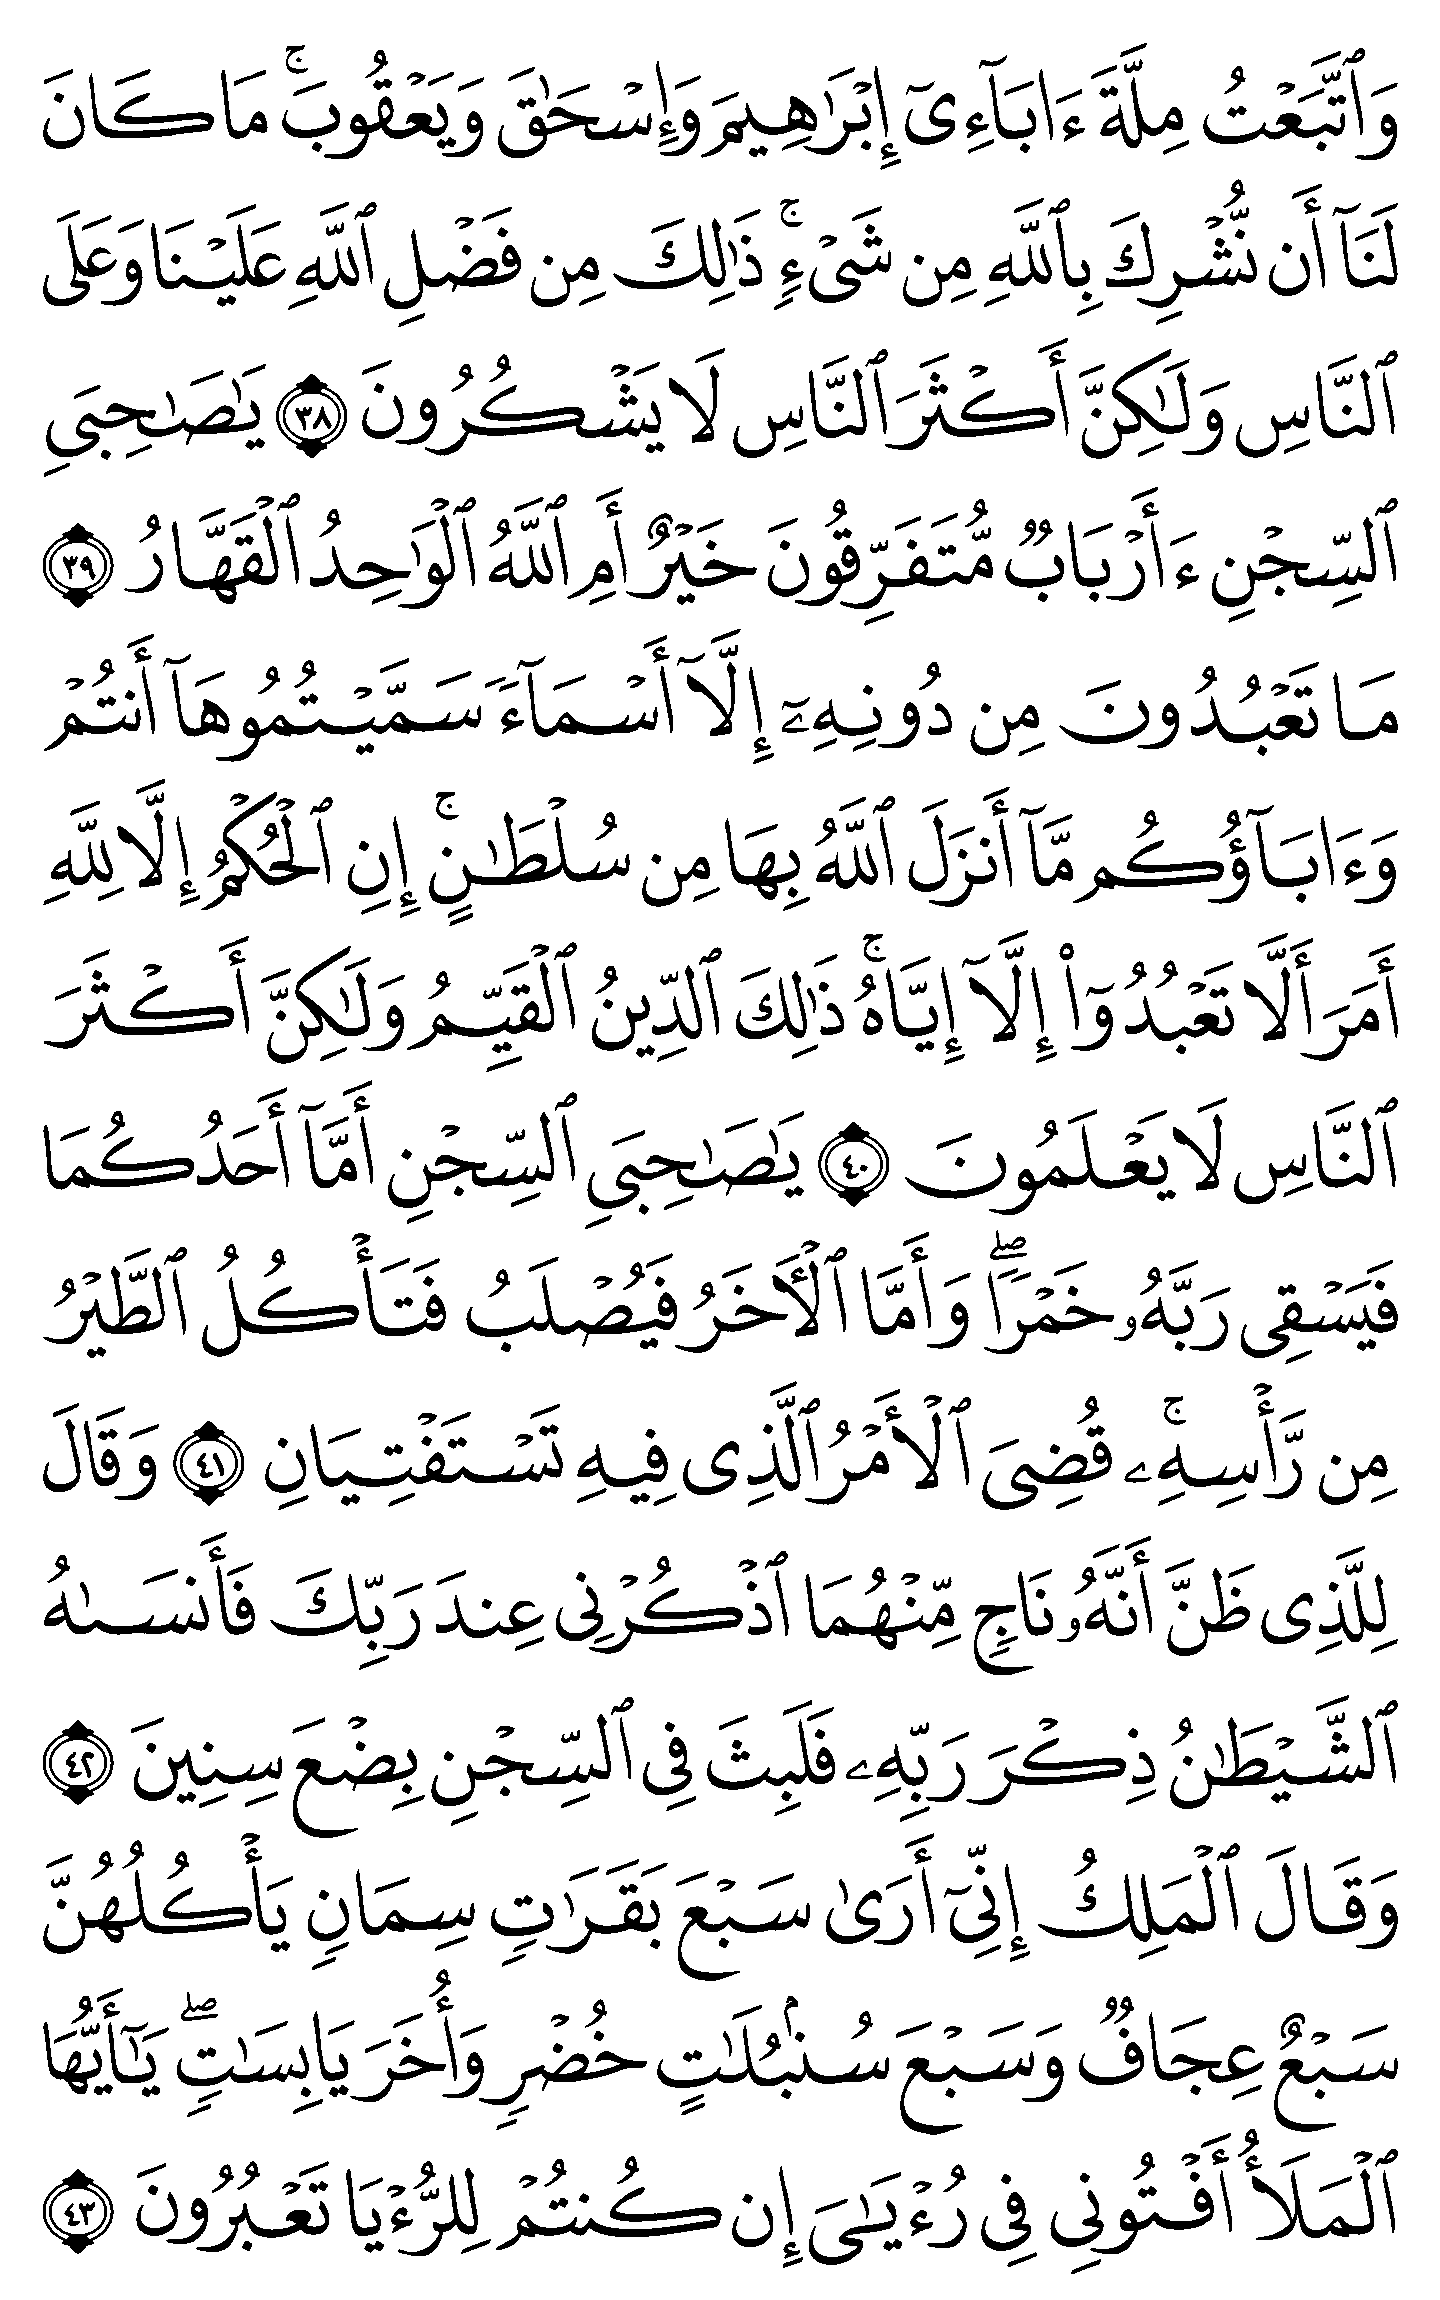 وَٱتَّبَعْتُ مِلَّةَ ءَابَآءِىٓ إِبْرَٰهِيمَ وَإِسْحَٰقَ وَيَعْقُوبَ ۚ مَا كَانَ
لَنَآ أَن نُّشْرِكَ بِٱللَّهِ مِن شَىْءٍ ۚ ذَٰلِكَ مِن فَضْلِ ٱللَّهِ عَلَيْنَا وَعَلَى
ٱلنَّاسِ وَلَٰكِنَّ أَكْثَرَ ٱلنَّاسِ لَا يَشْكُرُونَ ٣٨ يَٰصَٰحِبَىِ
ٱلسِّجْنِ ءَأَرْبَابٌ مُّتَفَرِّقُونَ خَيْرٌ أَمِ ٱللَّهُ ٱلْوَٰحِدُ ٱلْقَهَّارُ ٣٩
مَا تَعْبُدُونَ مِن دُونِهِۦٓ إِلَّآ أَسْمَآءً سَمَّيْتُمُوهَآ أَنتُمْ
وَءَابَآؤُكُم مَّآ أَنزَلَ ٱللَّهُ بِهَا مِن سُلْطَٰنٍ ۚ إِنِ ٱلْحُكْمُ إِلَّا لِلَّهِ
أَمَرَ أَلَّا تَعْبُدُوٓا۟ إِلَّآ إِيَّاهُ ۚ ذَٰلِكَ ٱلدِّينُ ٱلْقَيِّمُ وَلَٰكِنَّ أَكْثَرَ
ٱلنَّاسِ لَا يَعْلَمُونَ ٤٠ يَٰصَٰحِبَىِ ٱلسِّجْنِ أَمَّآ أَحَدُكُمَا
فَيَسْقِى رَبَّهُۥ خَمْرًا ۖ وَأَمَّا ٱلْـَٔاخَرُ فَيُصْلَبُ فَتَأْكُلُ ٱلطَّيْرُ
مِن رَّأْسِهِۦ ۚ قُضِىَ ٱلْأَمْرُ ٱلَّذِى فِيهِ تَسْتَفْتِيَانِ ٤١ وَقَالَ
لِلَّذِى ظَنَّ أَنَّهُۥ نَاجٍ مِّنْهُمَا ٱذْكُرْنِى عِندَ رَبِّكَ فَأَنسَىٰهُ
ٱلشَّيْطَٰنُ ذِكْرَ رَبِّهِۦ فَلَبِثَ فِى ٱلسِّجْنِ بِضْعَ سِنِينَ ٤٢
وَقَالَ ٱلْمَلِكُ إِنِّىٓ أَرَىٰ سَبْعَ بَقَرَٰتٍ سِمَانٍ يَأْكُلُهُنَّ
سَبْعٌ عِجَافٌ وَسَبْعَ سُنۢبُلَٰتٍ خُضْرٍ وَأُخَرَ يَابِسَٰتٍ ۖ يَٰٓأَيُّهَا
ٱلْمَلَأُ أَفْتُونِى فِى رُءْيَٰىَ إِن كُنتُمْ لِلرُّءْيَا تَعْبُرُونَ ٤٣